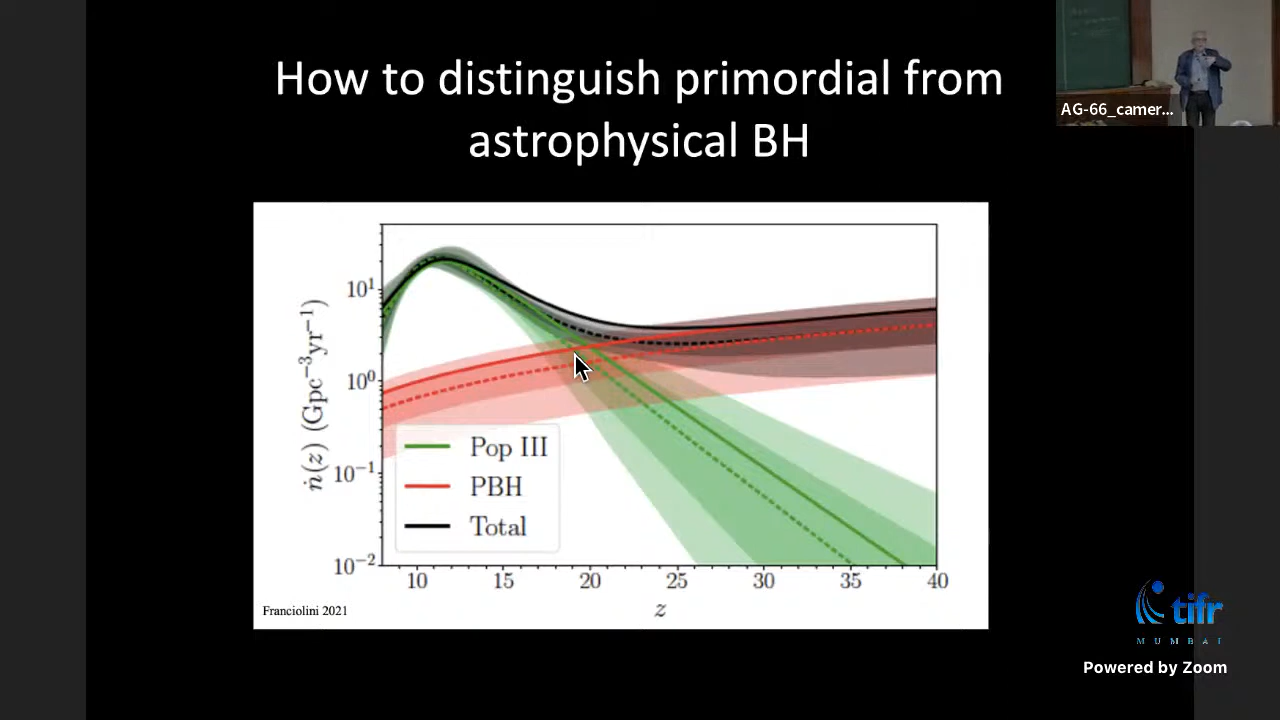 How to distinguish primordial from
astrophysical BH
AG-66_camer...
10¹
10⁰
10⁻¹
10⁻²
ṅ(z) (Gpc⁻³yr⁻¹)
Pop III
PBH
Total
10 15 20 25 30 35 40
z
Franciolini 2021
tifr
MUMBAI
Powered by Zoom